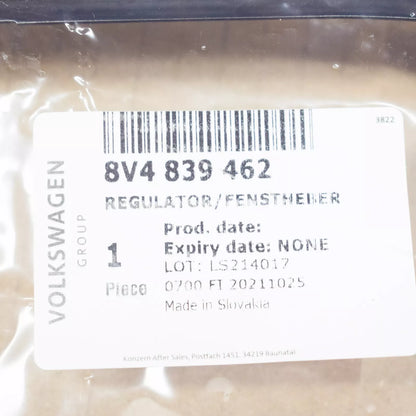 3822
8V4 839 462
REGULATOR/FENSTHEBER
VOLKSWAGEN
GROUP
Prod. date:
Expiry date: NONE
1
LOT: LS214017
Piece
0700 FI 20211025
Made in Slovakia
Konzern After Sales, Postfach 1451, 34219 Baunatal